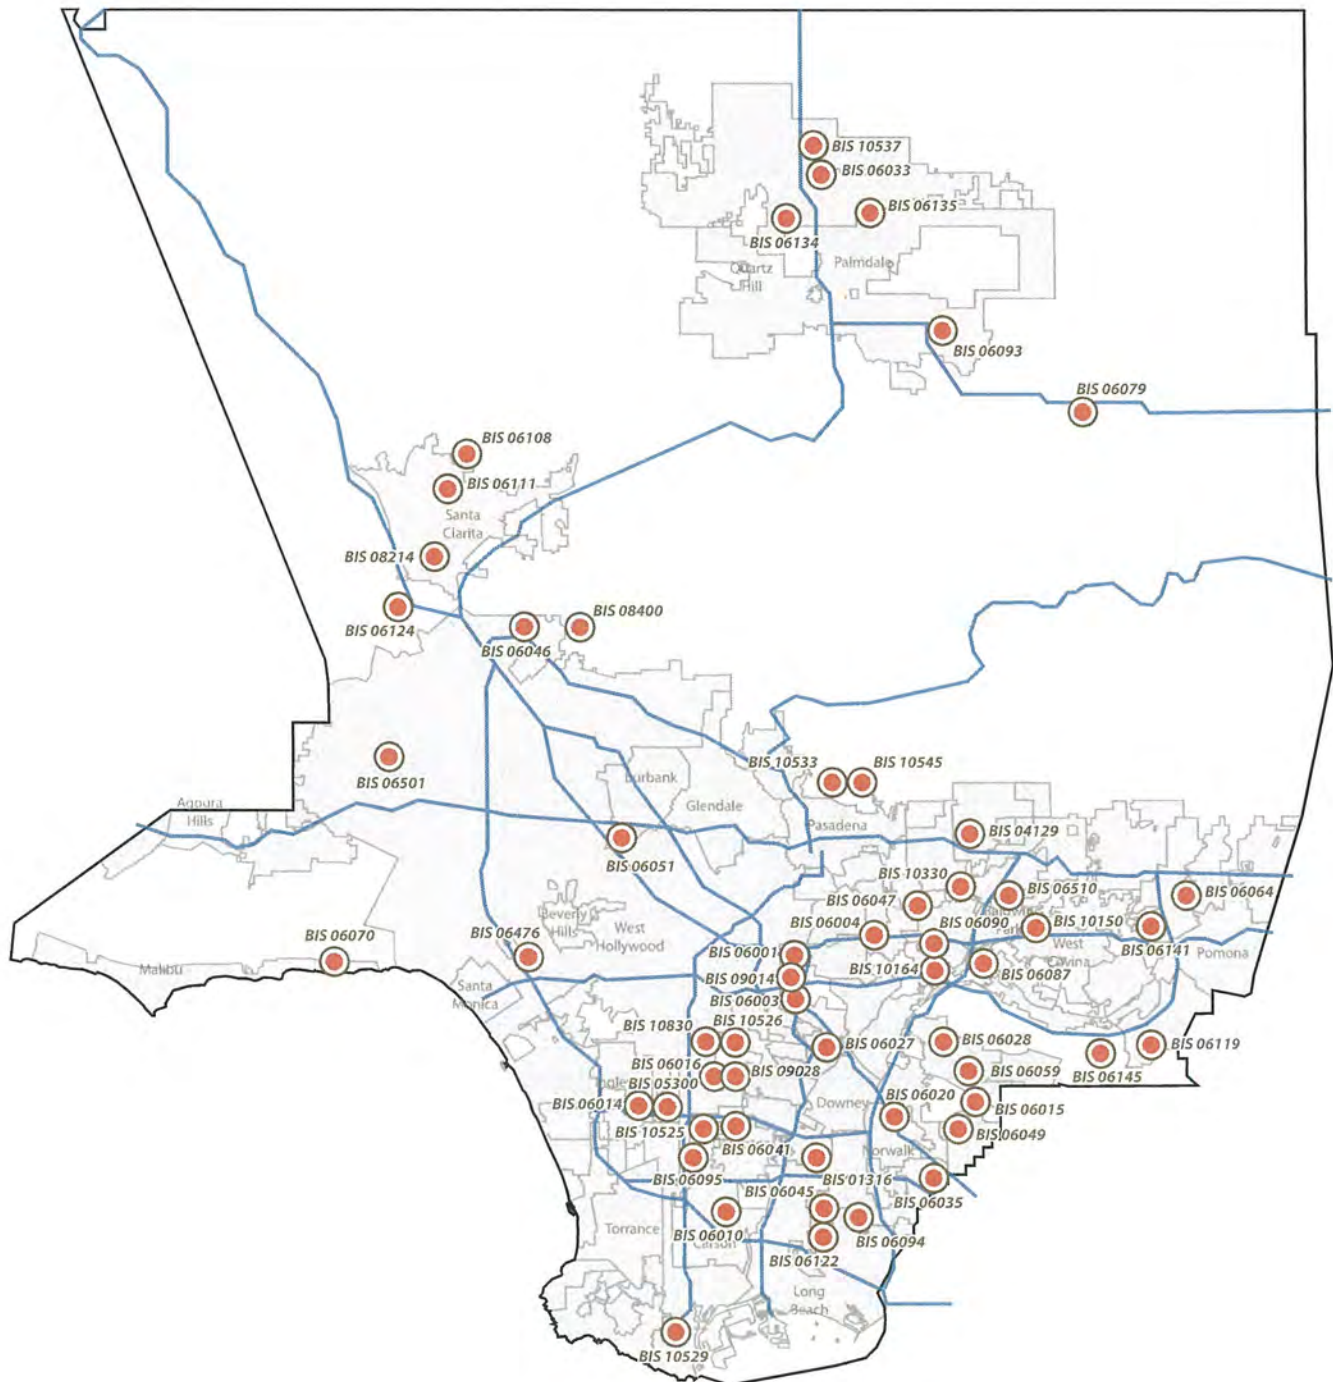 BIS 10537
BIS 06033
BIS 06135
BIS 06134
Quartz
Hill
Palmdale
BIS 06093
BIS 06079
BIS 06108
BIS 06111
Santa
Clarita
BIS 08214
BIS 06124
BIS 08400
BIS 06046
BIS 06501
Burbank
BIS 10533
BIS 10545
Agoura
Hills
Glendale
Pasadena
BIS 04129
BIS 06051
BIS 10330
BIS 06510
BIS 06064
BIS 06047
Baldwin
Park
Beverly
Hills
West
Hollywood
BIS 06004
BIS 06090
BIS 10150
BIS 06141
BIS 06476
BIS 06070
BIS 06001
West
Covina
Pomona
Malibu
BIS 10164
BIS 06087
BIS 09014
Santa
Monica
BIS 06003
BIS 10830
BIS 10526
BIS 06027
BIS 06028
BIS 06119
BIS 06145
BIS 06016
BIS 09028
BIS 06059
BIS 05300
BIS 06014
Downey
BIS 06020
BIS 06015
BIS 10525
BIS 06049
BIS 06041
Norwalk
BIS 06095
BIS 01316
BIS 06045
BIS 06035
Torrance
BIS 06010
Carson
BIS 06094
BIS 06122
Long
Beach
BIS 10529